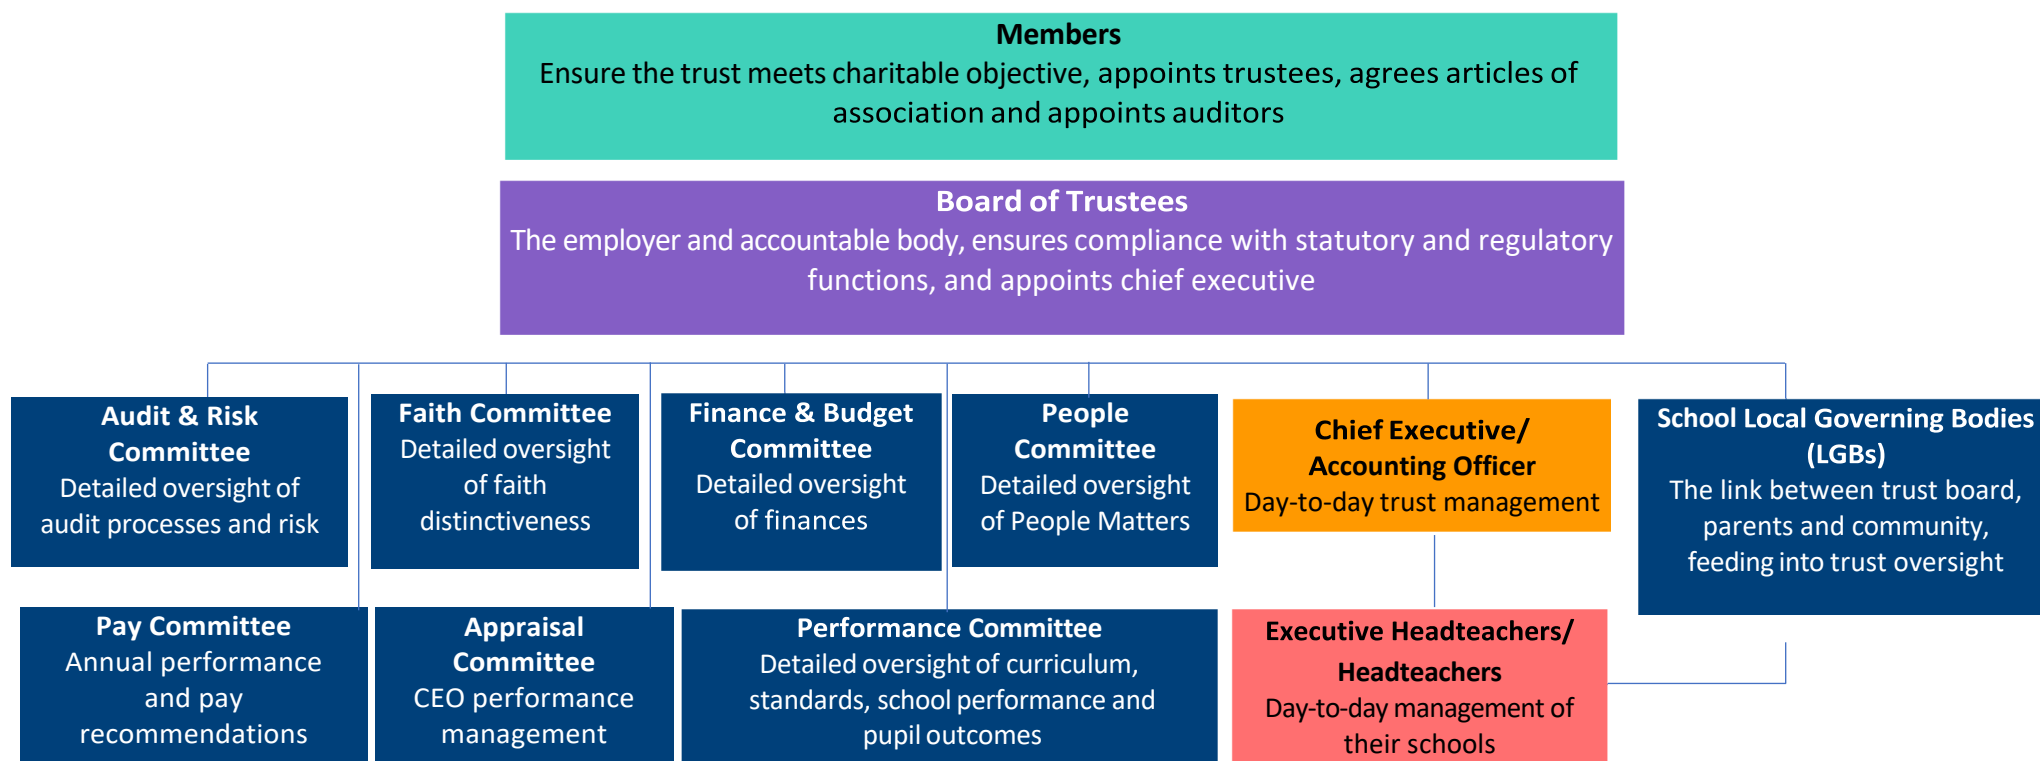 Members
Ensure the trust meets charitable objective, appoints trustees, agrees articles of
association and appoints auditors
Board of Trustees
The employer and accountable body, ensures compliance with statutory and regulatory
functions, and appoints chief executive
Audit & Risk
Committee
Detailed oversight of
audit processes and risk
Faith Committee
Detailed oversight
of faith
distinctiveness
Finance & Budget
Committee
Detailed oversight
of finances
People
Committee
Detailed oversight
of People Matters
Chief Executive/
Accounting Officer
Day-to-day trust management
School Local Governing Bodies
(LGBs)
The link between trust board,
parents and community,
feeding into trust oversight
Pay Committee
Annual performance
and pay
recommendations
Appraisal
Committee
CEO performance
management
Performance Committee
Detailed oversight of curriculum,
standards, school performance and
pupil outcomes
Executive Headteachers/
Headteachers
Day-to-day management of
their schools